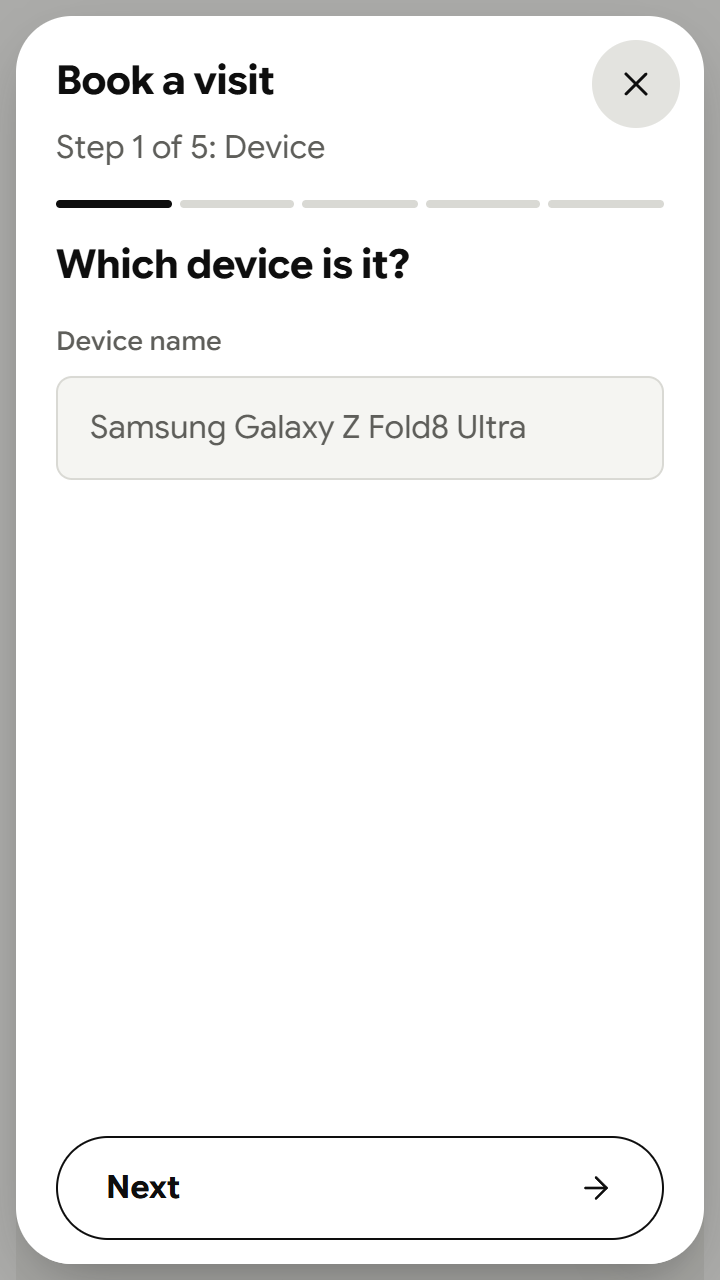 Book a visit
Step 1 of 5: Device
Which device is it?
Device name
Samsung Galaxy Z Fold8 Ultra
Next